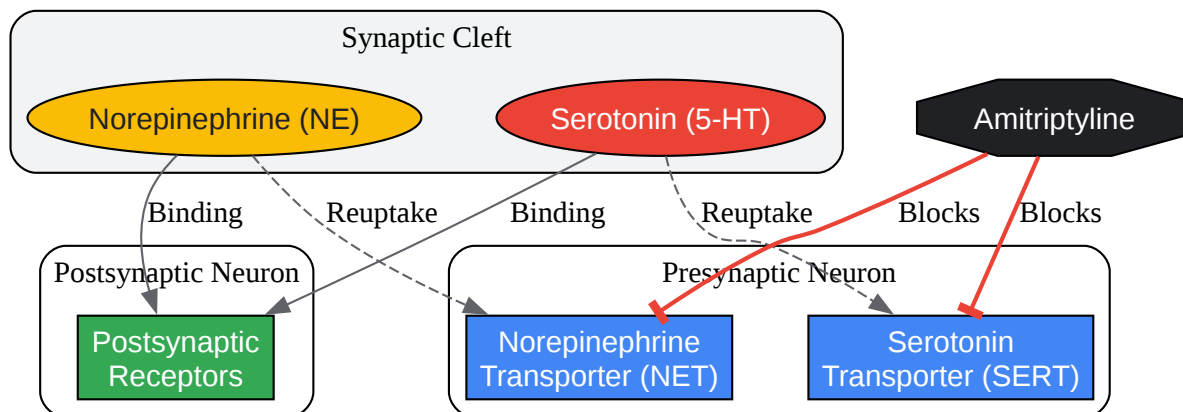 Synaptic Cleft
Norepinephrine (NE)
Serotonin (5-HT)
Amitriptyline
Binding
Reuptake
Binding
Reuptake
Blocks
Blocks
Postsynaptic Neuron
Presynaptic Neuron
Postsynaptic
Receptors
Norepinephrine
Transporter (NET)
Serotonin
Transporter (SERT)